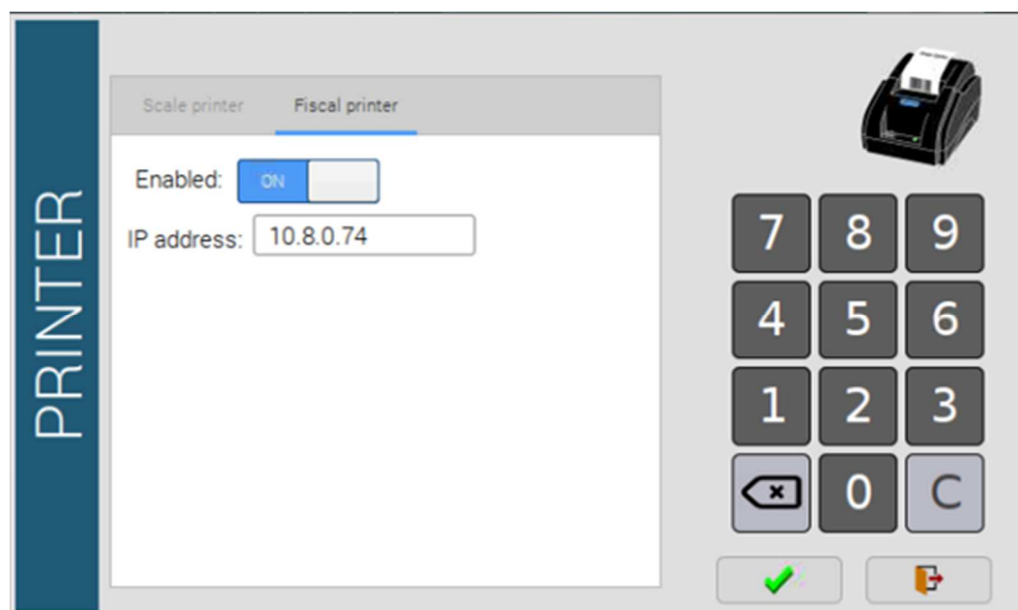 PRINTER
Scale printer Fiscal printer
Enabled: ON
IP address: 10.8.0.74
7 8 9
4 5 6
1 2 3
0 C